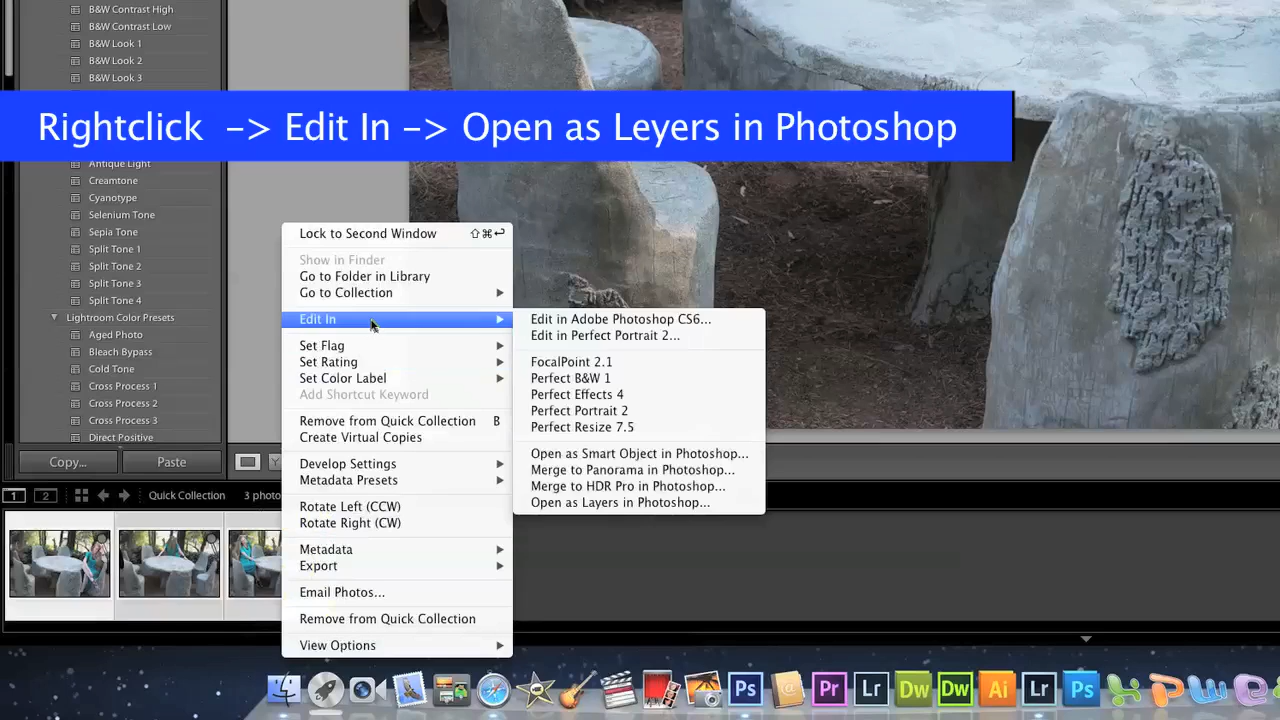 B&W Contrast High
B&W Contrast Low
B&W Look 1
B&W Look 2
B&W Look 3
Rightclick -> Edit In -> Open as Leyers in Photoshop
Antique Light
Creamtone
Cyanotype
Selenium Tone
Sepia Tone
Split Tone 1
Split Tone 2
Split Tone 3
Split Tone 4
Lightroom Color Presets
Aged Photo
Bleach Bypass
Cold Tone
Cross Process 1
Cross Process 2
Cross Process 3
Direct Positive
Copy...
Paste
Lock to Second Window ⇧⌘↩
Show in Finder
Go to Folder in Library
Go to Collection
Edit In
Set Flag
Set Rating
Set Color Label
Add Shortcut Keyword
Remove from Quick Collection B
Create Virtual Copies
Develop Settings
Metadata Presets
Rotate Left (CCW)
Rotate Right (CW)
Metadata
Export
Email Photos...
Remove from Quick Collection
View Options
Edit in Adobe Photoshop CS6...
Edit in Perfect Portrait 2...
FocalPoint 2.1
Perfect B&W 1
Perfect Effects 4
Perfect Portrait 2
Perfect Resize 7.5
Open as Smart Object in Photoshop...
Merge to Panorama in Photoshop...
Merge to HDR Pro in Photoshop...
Open as Layers in Photoshop...
1 2 Quick Collection 3 photo
Ps Pr Lr Dw Dw Ai Lr Ps